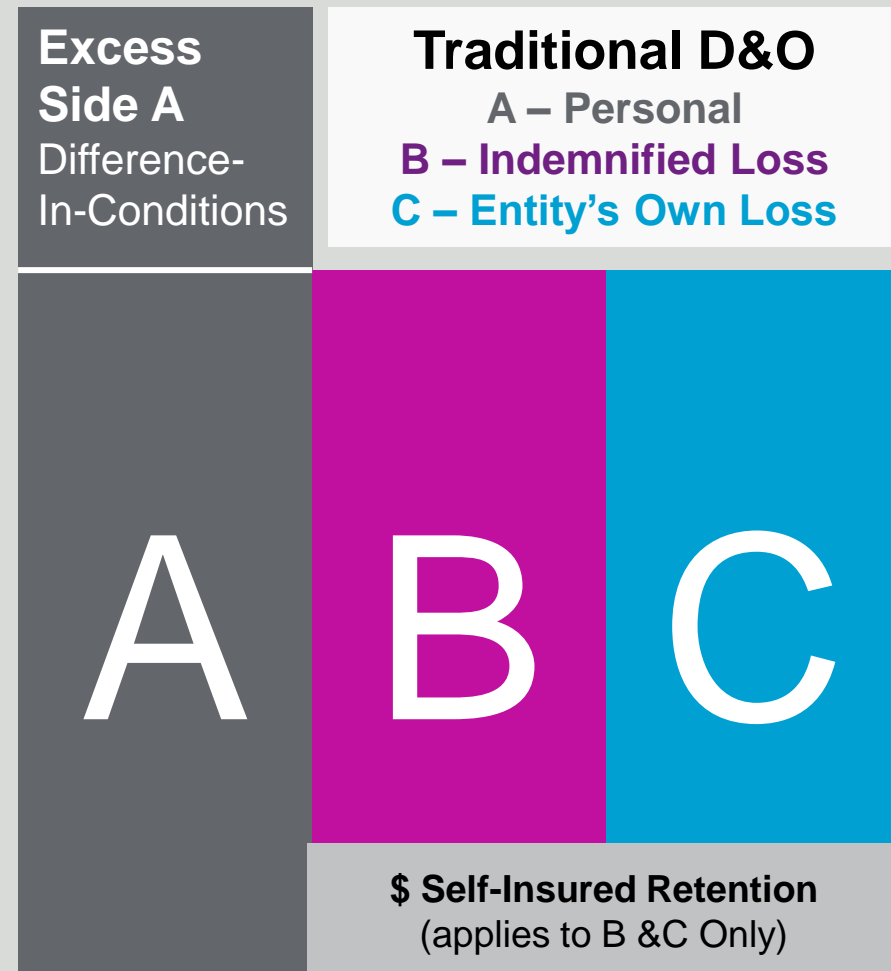 Excess
Side A
Difference-
In-Conditions
Traditional D&O
A – Personal
B – Indemnified Loss
C – Entity's Own Loss
A
B
C
$ Self-Insured Retention
(applies to B &C Only)